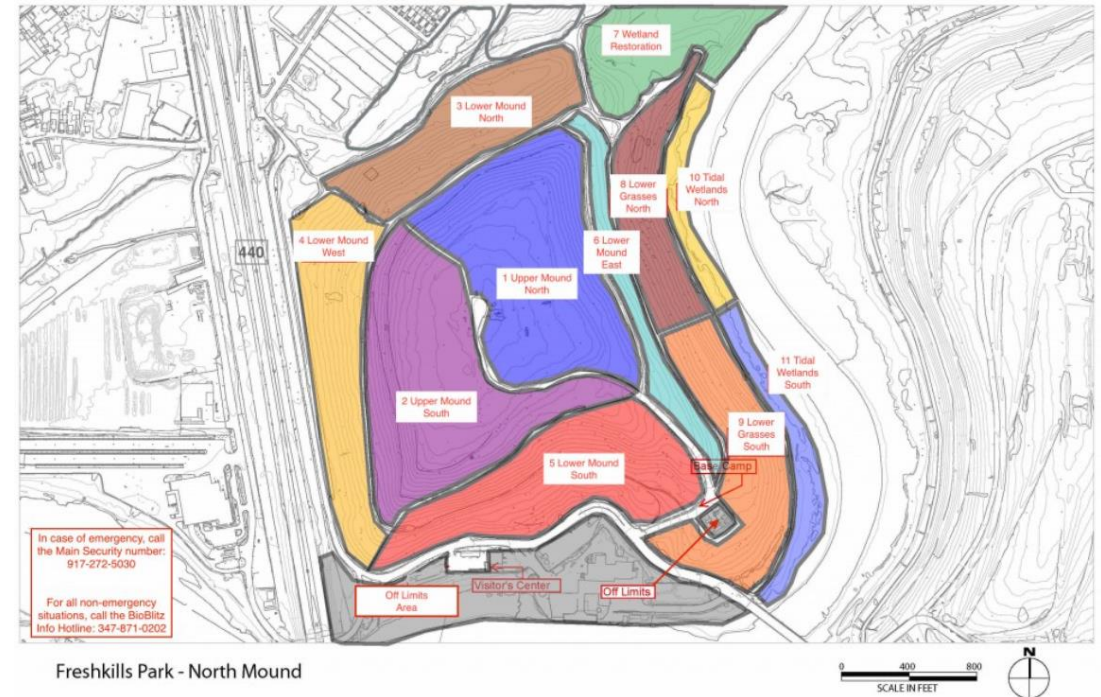 7 Wetland
Restoration
3 Lower Mound
North
8 Lower
Grasses
North
10 Tidal
Wetlands
North
4 Lower Mound
West
440
6 Lower
Mound
East
1 Upper Mound
North
11 Tidal
Wetlands
South
2 Upper Mound
South
9 Lower
Grasses
South
5 Lower Mound
South
Base Camp
In case of emergency, call
the Main Security number:
917-272-5030
For all non-emergency
situations, call the BioBlitz
Info Hotline: 347-871-0202
Off Limits
Area
Visitor's Center
Off Limits
Freshkills Park - North Mound
0 400 800
SCALE IN FEET
N